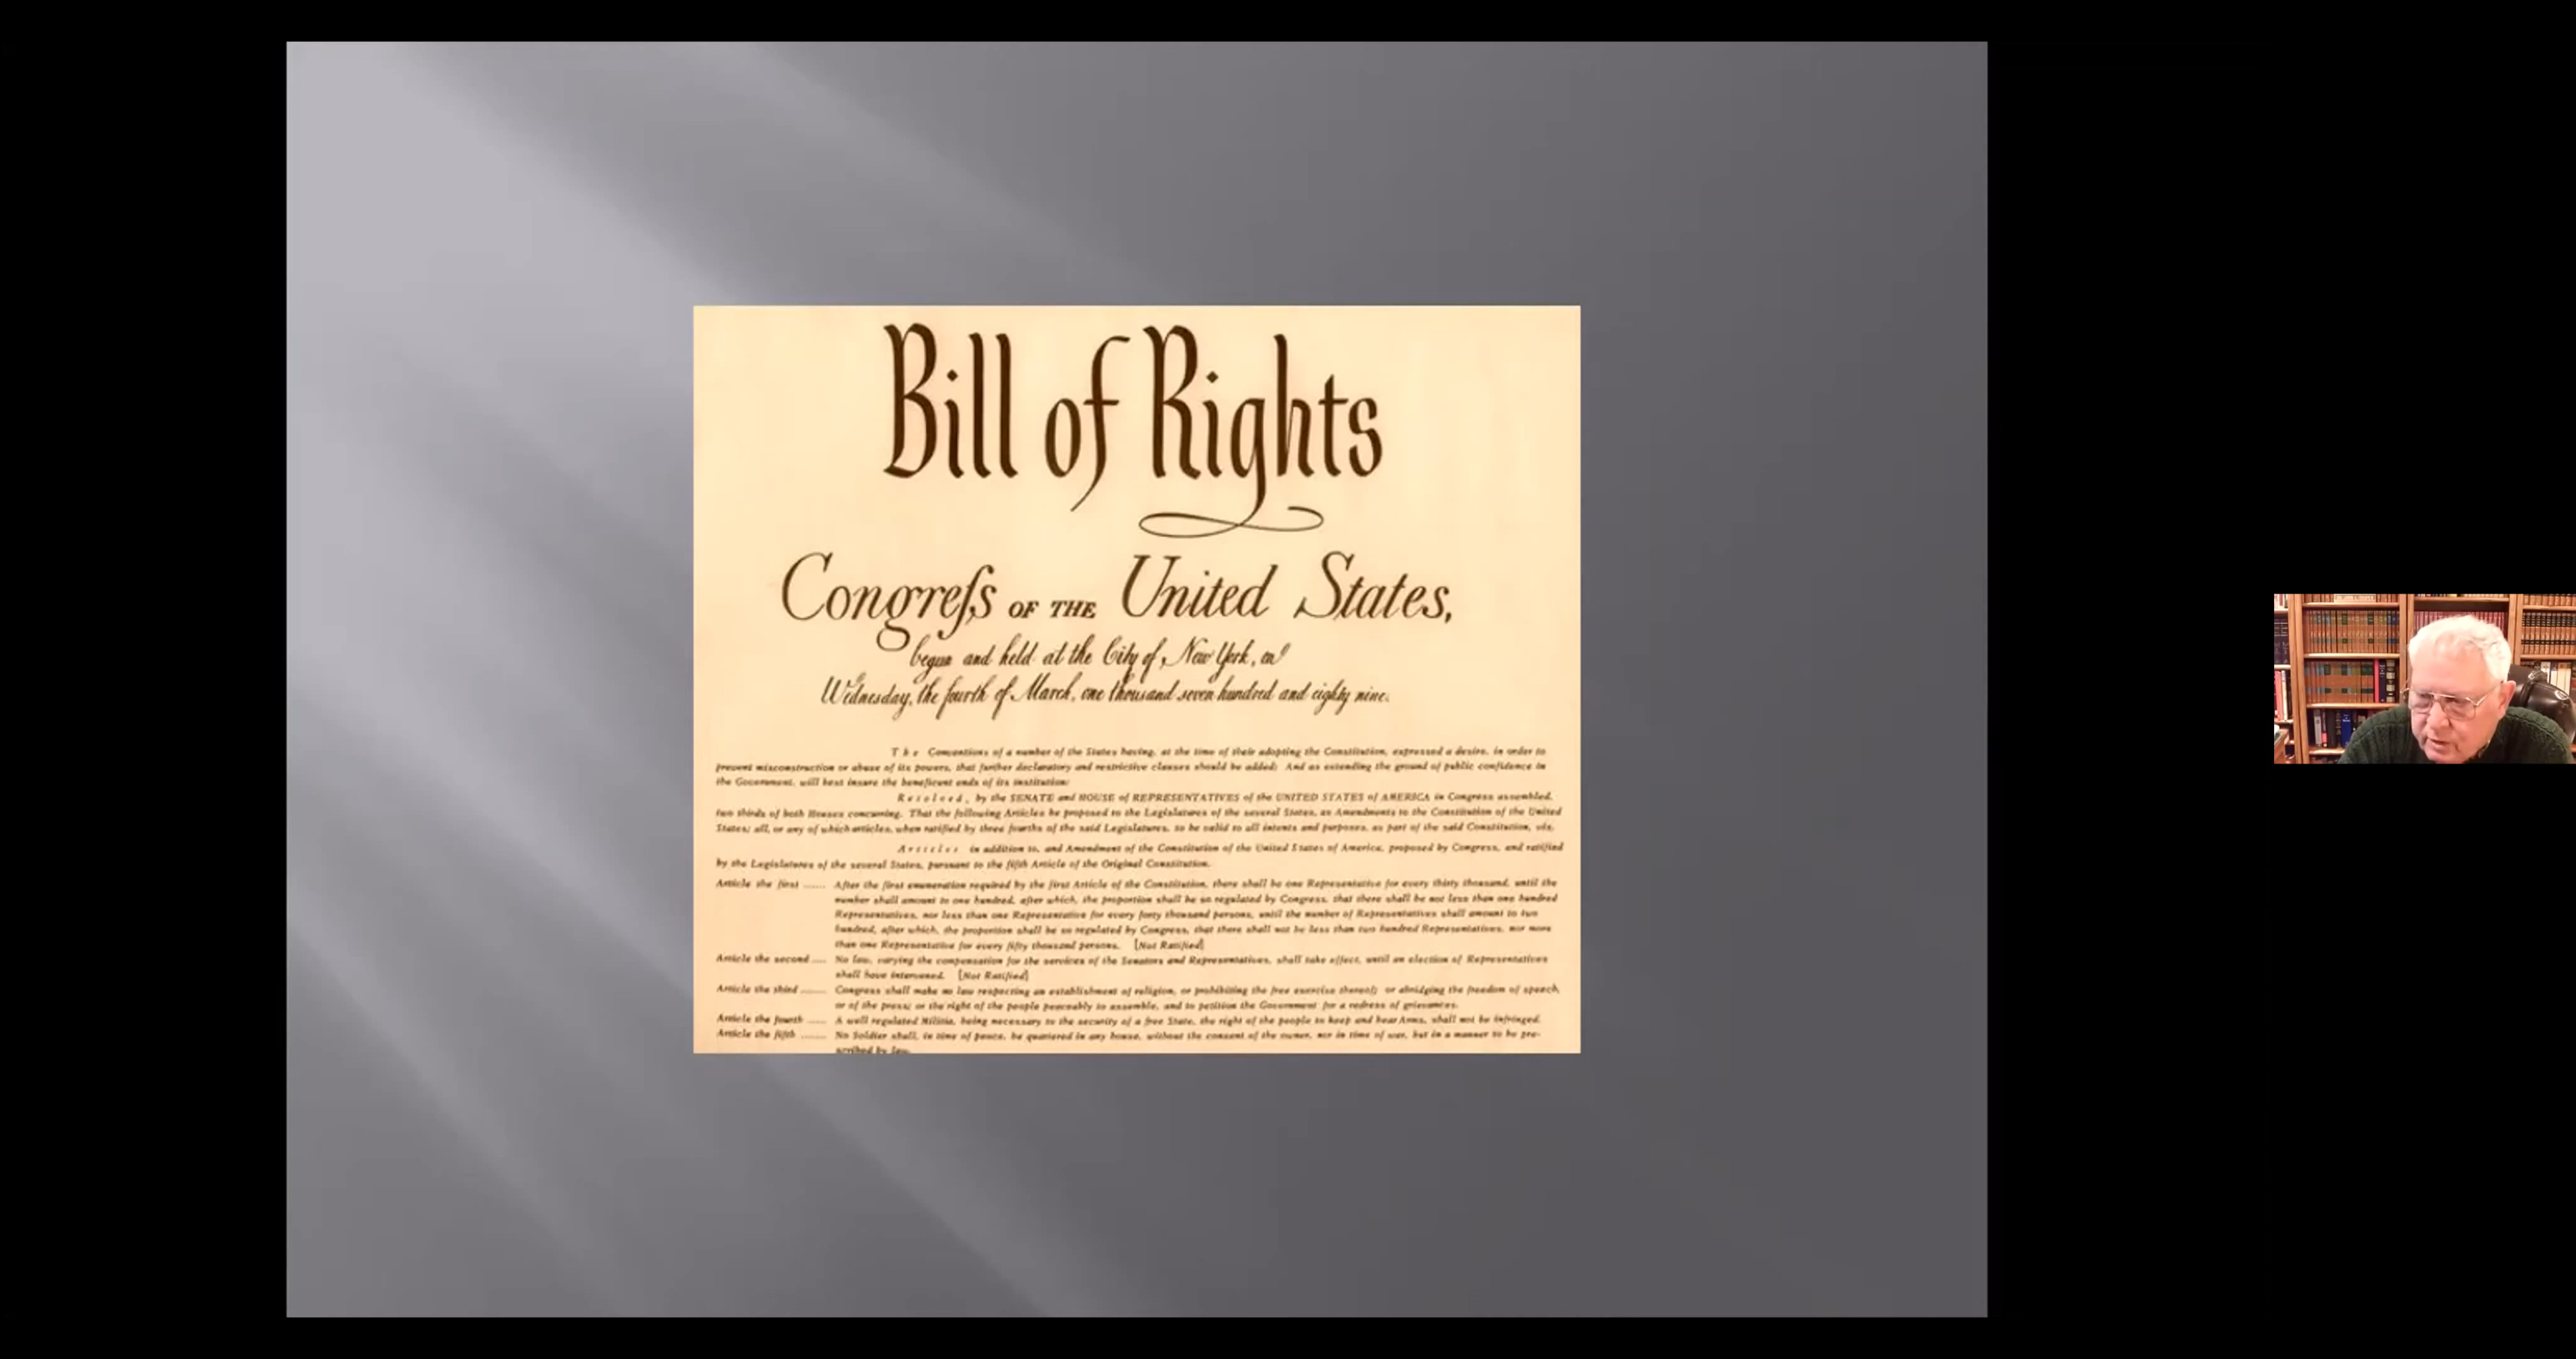 Bill of Rights
Congreſs OF THE United States,
begun and held at the City of New York, on
Wednesday, the fourth of March, one thousand seven hundred and eighty nine.
The Conventions of a number of the States having, at the time of their adopting the Constitution, expressed a desire, in order to
prevent misconstruction or abuse of its powers, that further declaratory and restrictive clauses should be added: And as extending the ground of public confidence in
the Government, will best insure the beneficent ends of its institution:
Resolved, by the SENATE and HOUSE of REPRESENTATIVES of the UNITED STATES of AMERICA in Congress assembled,
two thirds of both Houses concurring. That the following Articles be proposed to the Legislatures of the several States, as Amendments to the Constitution of the United
States; all, or any of which articles, when ratified by three fourths of the said Legislatures, to be valid to all intents and purposes, as part of the said Constitution, viz.
Articles in addition to, and Amendment of the Constitution of the United States of America, proposed by Congress, and ratified
by the Legislatures of the several States, pursuant to the fifth Article of the Original Constitution.
Article the first ...... After the first enumeration required by the first Article of the Constitution, there shall be one Representative for every thirty thousand, until the
number shall amount to one hundred, after which, the proportion shall be so regulated by Congress, that there shall be not less than one hundred
Representatives, nor less than one Representative for every forty thousand persons, until the number of Representatives shall amount to two
hundred, after which, the proportion shall be so regulated by Congress, that there shall not be less than two hundred Representatives, nor more
than one Representative for every fifty thousand persons. [Not Ratified]
Article the second .... No law, varying the compensation for the services of the Senators and Representatives, shall take effect, until an election of Representatives
shall have intervened. [Not Ratified]
Article the third ....... Congress shall make no law respecting an establishment of religion, or prohibiting the free exercise thereof; or abridging the freedom of speech,
or of the press; or the right of the people peaceably to assemble, and to petition the Government for a redress of grievances.
Article the fourth ..... A well regulated Militia, being necessary to the security of a free State, the right of the people to keep and bear Arms, shall not be infringed.
Article the fifth ....... No Soldier shall, in time of peace, be quartered in any house, without the consent of the owner, nor in time of war, but in a manner to be pre-
scribed by law.